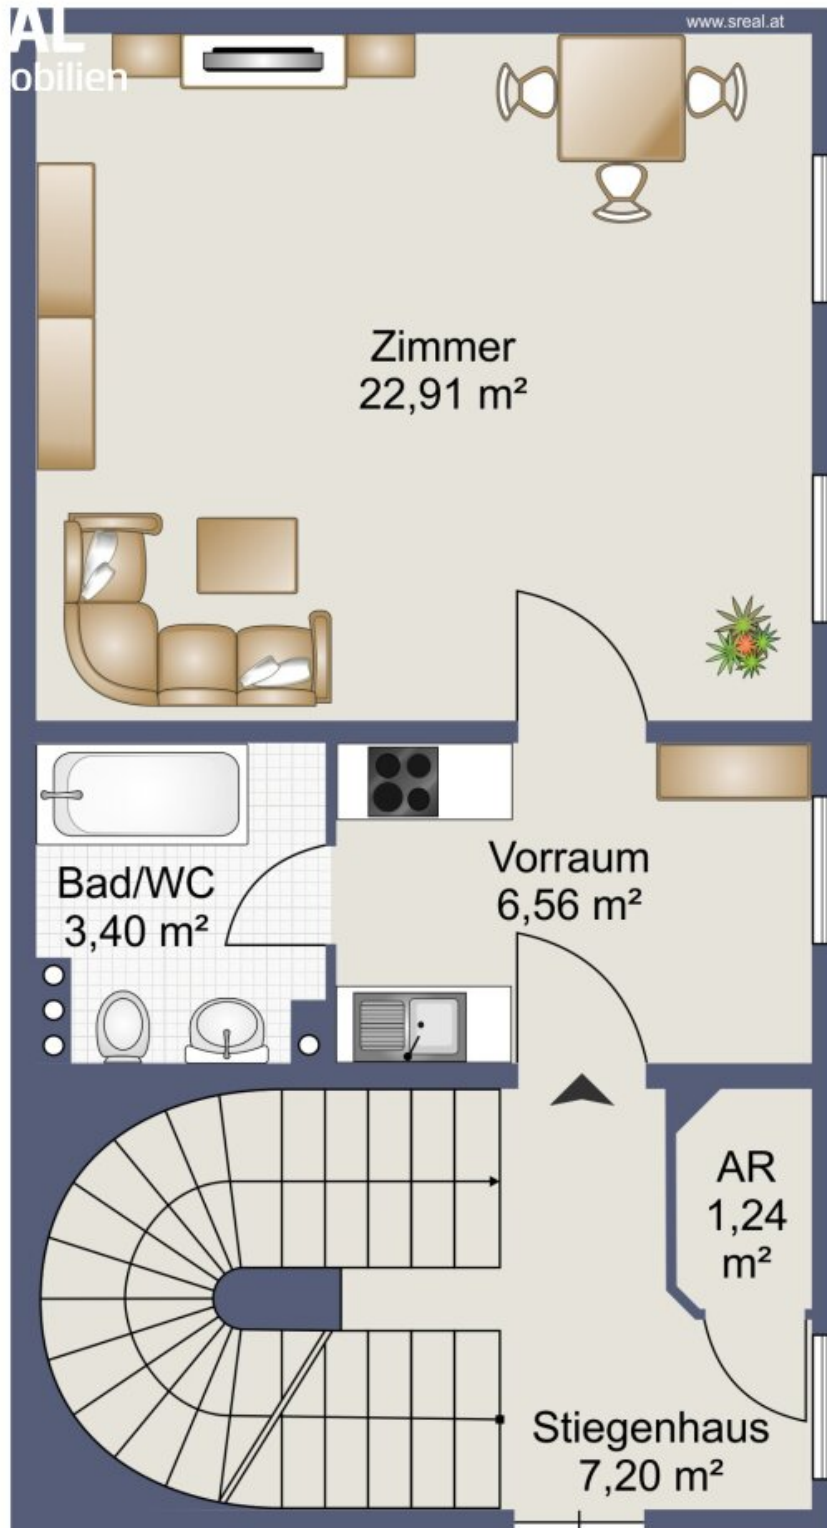 AL
obilien
www.sreal.at
Zimmer
22,91 m²
Bad/WC
3,40 m²
Vorraum
6,56 m²
AR
1,24
m²
Stiegenhaus
7,20 m²